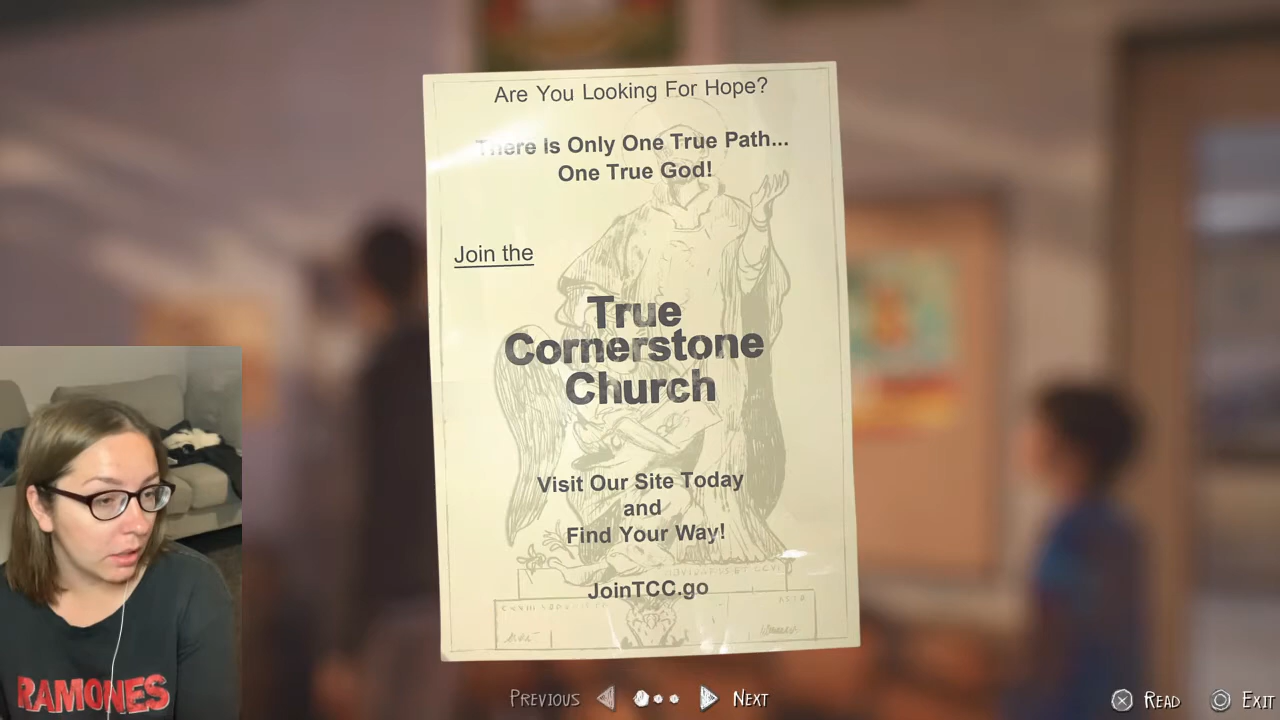 Are You Looking For Hope?
There Is Only One True Path...
One True God!
Join the
True
Cornerstone
Church
Visit Our Site Today
and
Find Your Way!
JoinTCC.go
RAMONES
PREVIOUS
NEXT
READ
EXIT